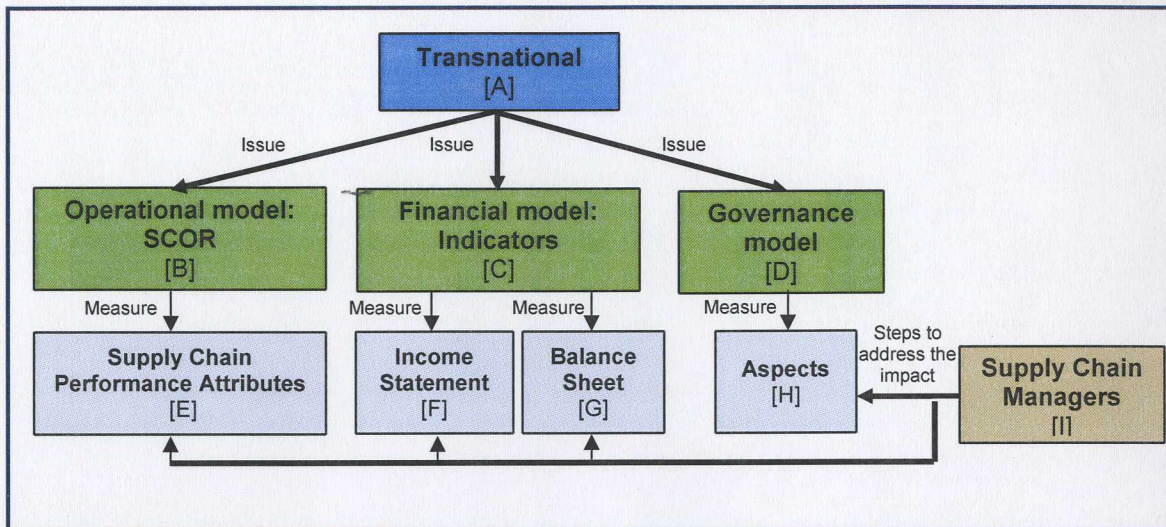 Transnational
[A]
Issue
Issue
Issue
Operational model:
SCOR
[B]
Financial model:
Indicators
[C]
Governance
model
[D]
Measure
Measure
Measure
Measure
Supply Chain
Performance Attributes
[E]
Income
Statement
[F]
Balance
Sheet
[G]
Aspects
[H]
Steps to
address the
impact
Supply Chain
Managers
[I]